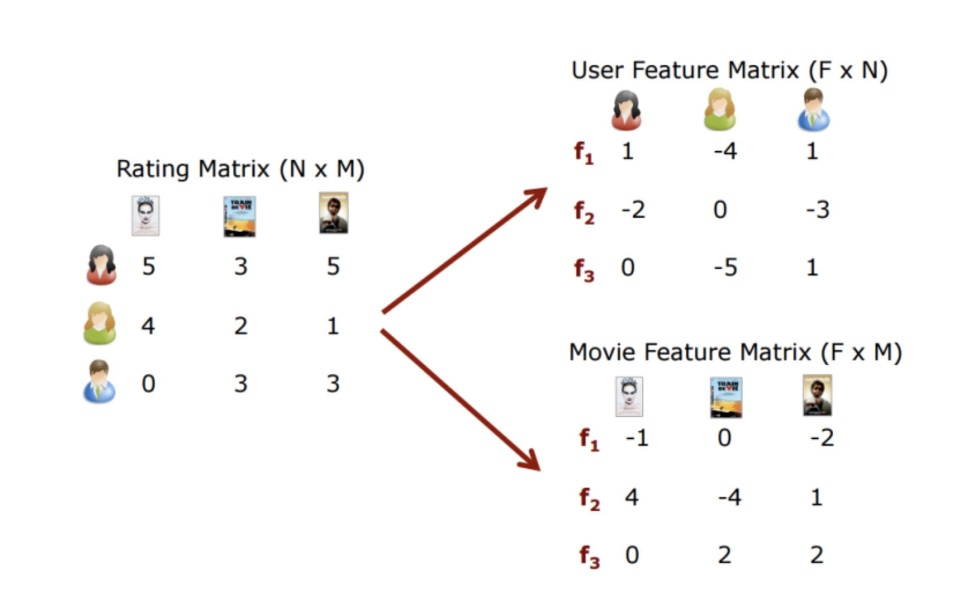 Rating Matrix (N x M)
5 3 5
4 2 1
0 3 3
User Feature Matrix (F x N)
f1 1 -4 1
f2 -2 0 -3
f3 0 -5 1
Movie Feature Matrix (F x M)
f1 -1 0 -2
f2 4 -4 1
f3 0 2 2